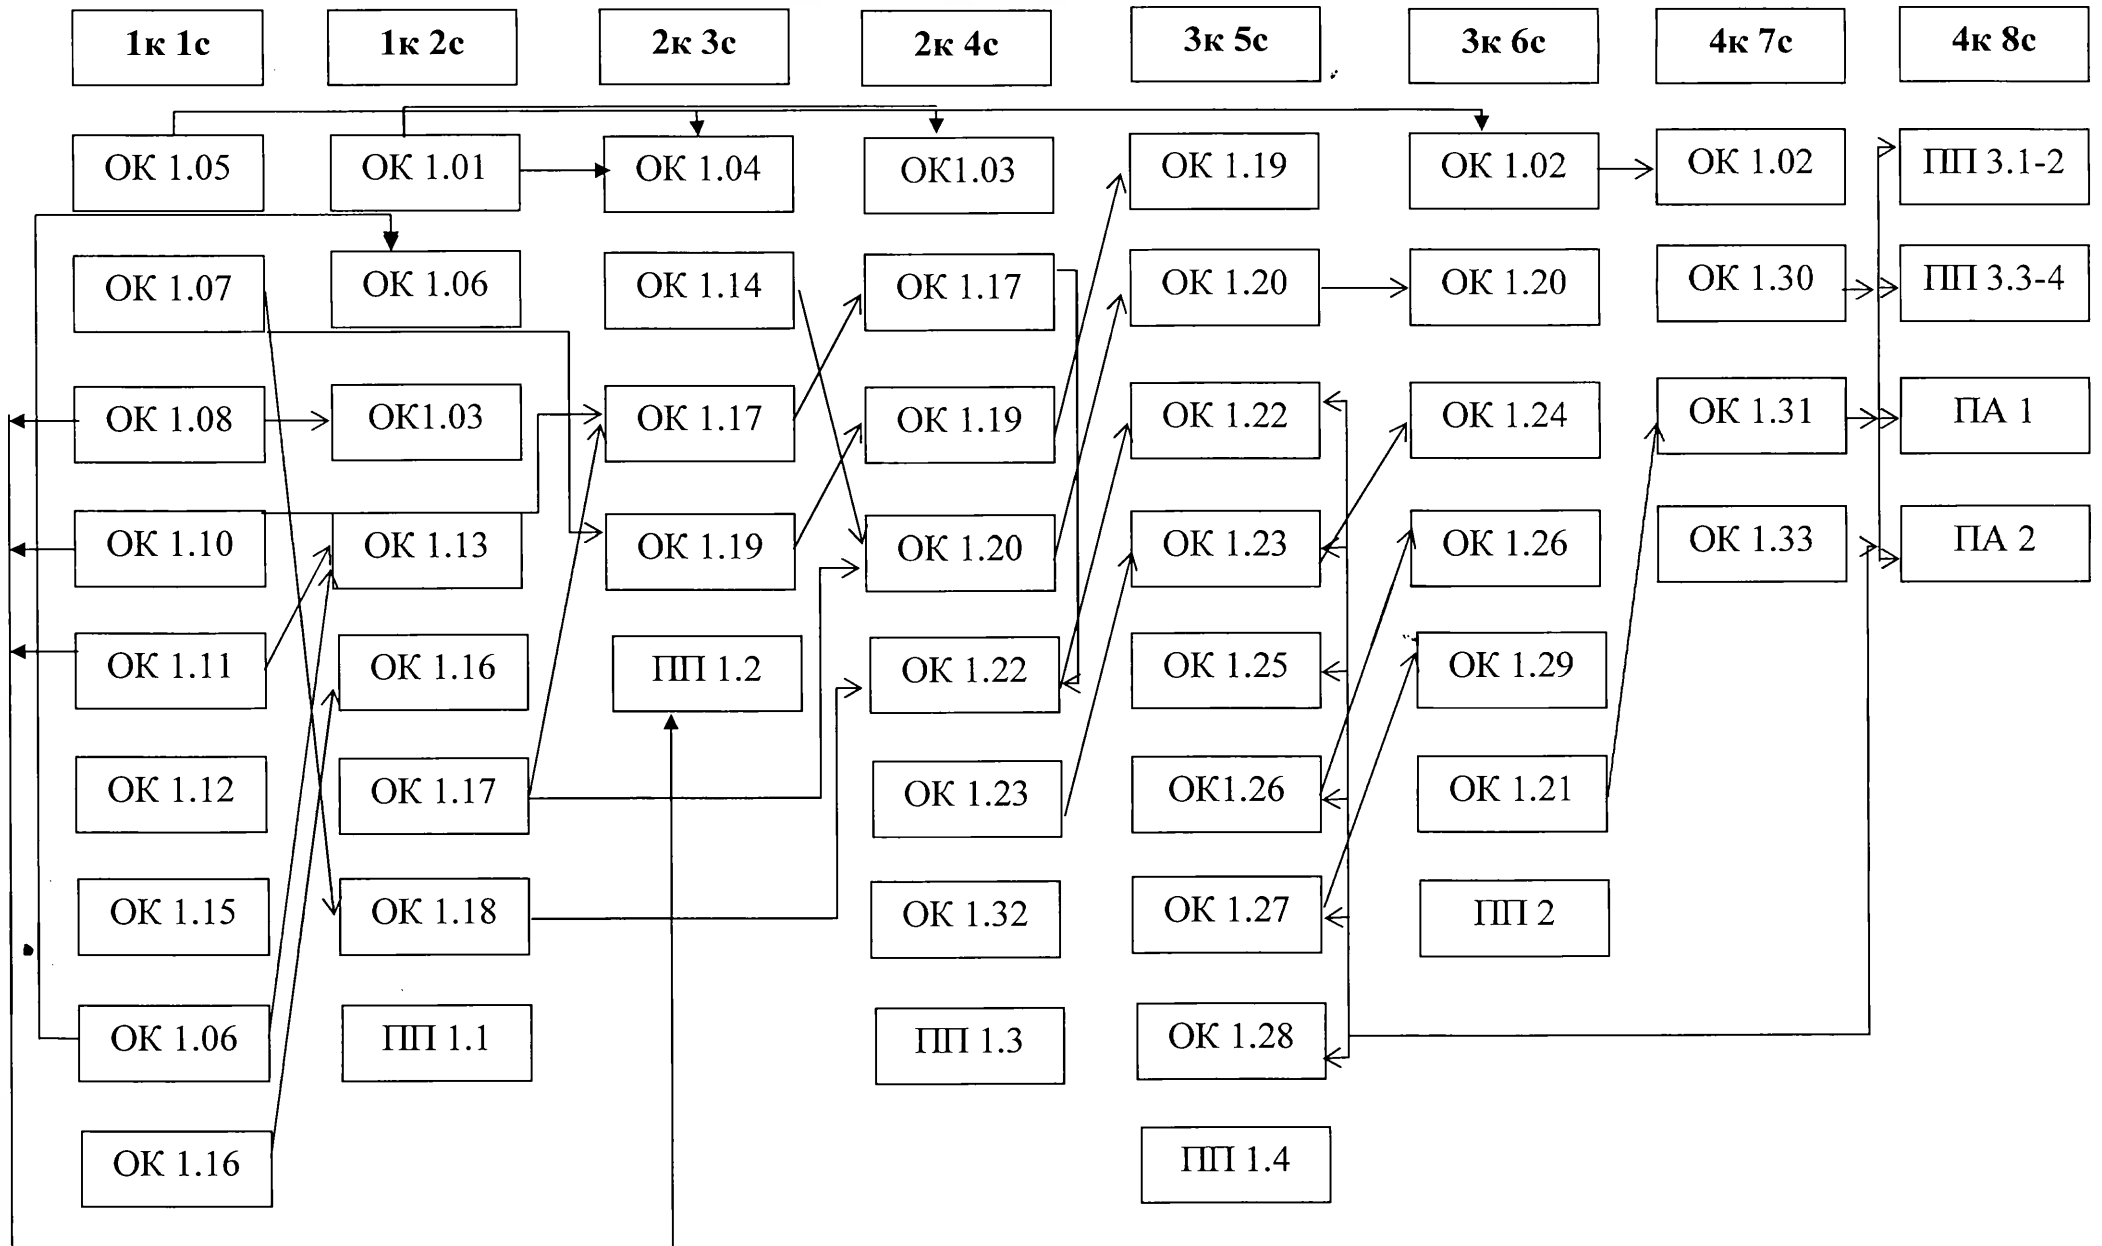 1к 1с
1к 2с
2к 3с
2к 4с
3к 5с
3к 6с
4к 7с
4к 8с
ОК 1.05
ОК 1.01
ОК 1.04
ОК1.03
ОК 1.19
ОК 1.02
ОК 1.02
ПП 3.1-2
ОК 1.07
ОК 1.06
ОК 1.14
ОК 1.17
ОК 1.20
ОК 1.20
ОК 1.30
ПП 3.3-4
ОК 1.08
ОК1.03
ОК 1.17
ОК 1.19
ОК 1.22
ОК 1.24
ОК 1.31
ПА 1
ОК 1.10
ОК 1.13
ОК 1.19
ОК 1.20
ОК 1.23
ОК 1.26
ОК 1.33
ПА 2
ОК 1.11
ОК 1.16
ПП 1.2
ОК 1.22
ОК 1.25
ОК 1.29
ОК 1.12
ОК 1.17
ОК 1.23
ОК1.26
ОК 1.21
ОК 1.15
ОК 1.18
ОК 1.32
ОК 1.27
ПП 2
ОК 1.06
ПП 1.1
ПП 1.3
ОК 1.28
ОК 1.16
ПП 1.4